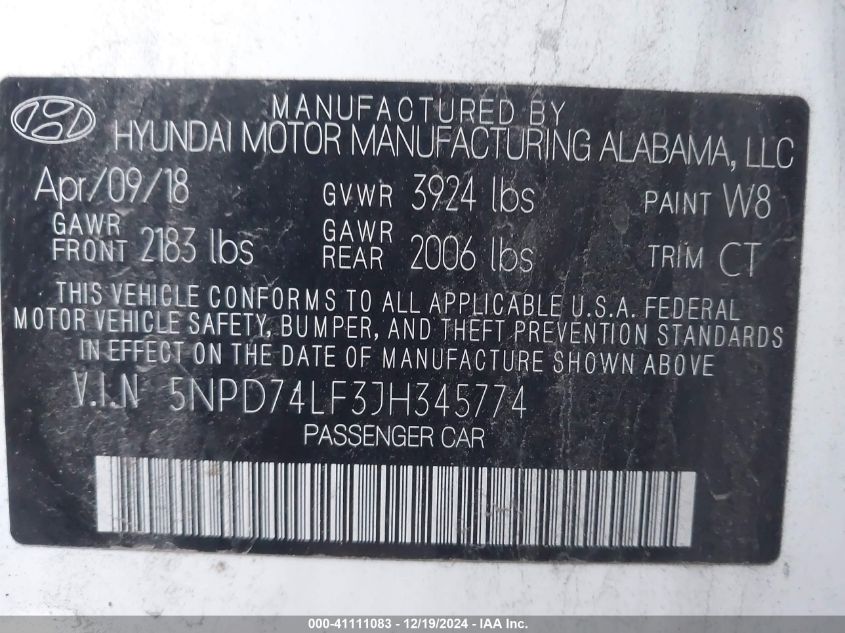 MANUFACTURED BY
HYUNDAI MOTOR MANUFACTURING ALABAMA, LLC
Apr/09/18 GVWR 3924 lbs PAINT W8
GAWR FRONT 2183 lbs GAWR REAR 2006 lbs TRIM CT
THIS VEHICLE CONFORMS TO ALL APPLICABLE U.S.A. FEDERAL
MOTOR VEHICLE SAFETY, BUMPER, AND THEFT PREVENTION STANDARDS
IN EFFECT ON THE DATE OF MANUFACTURE SHOWN ABOVE
V.I.N 5NPD74LF3JH345774
PASSENGER CAR
000-41111083 - 12/19/2024 - IAA Inc.